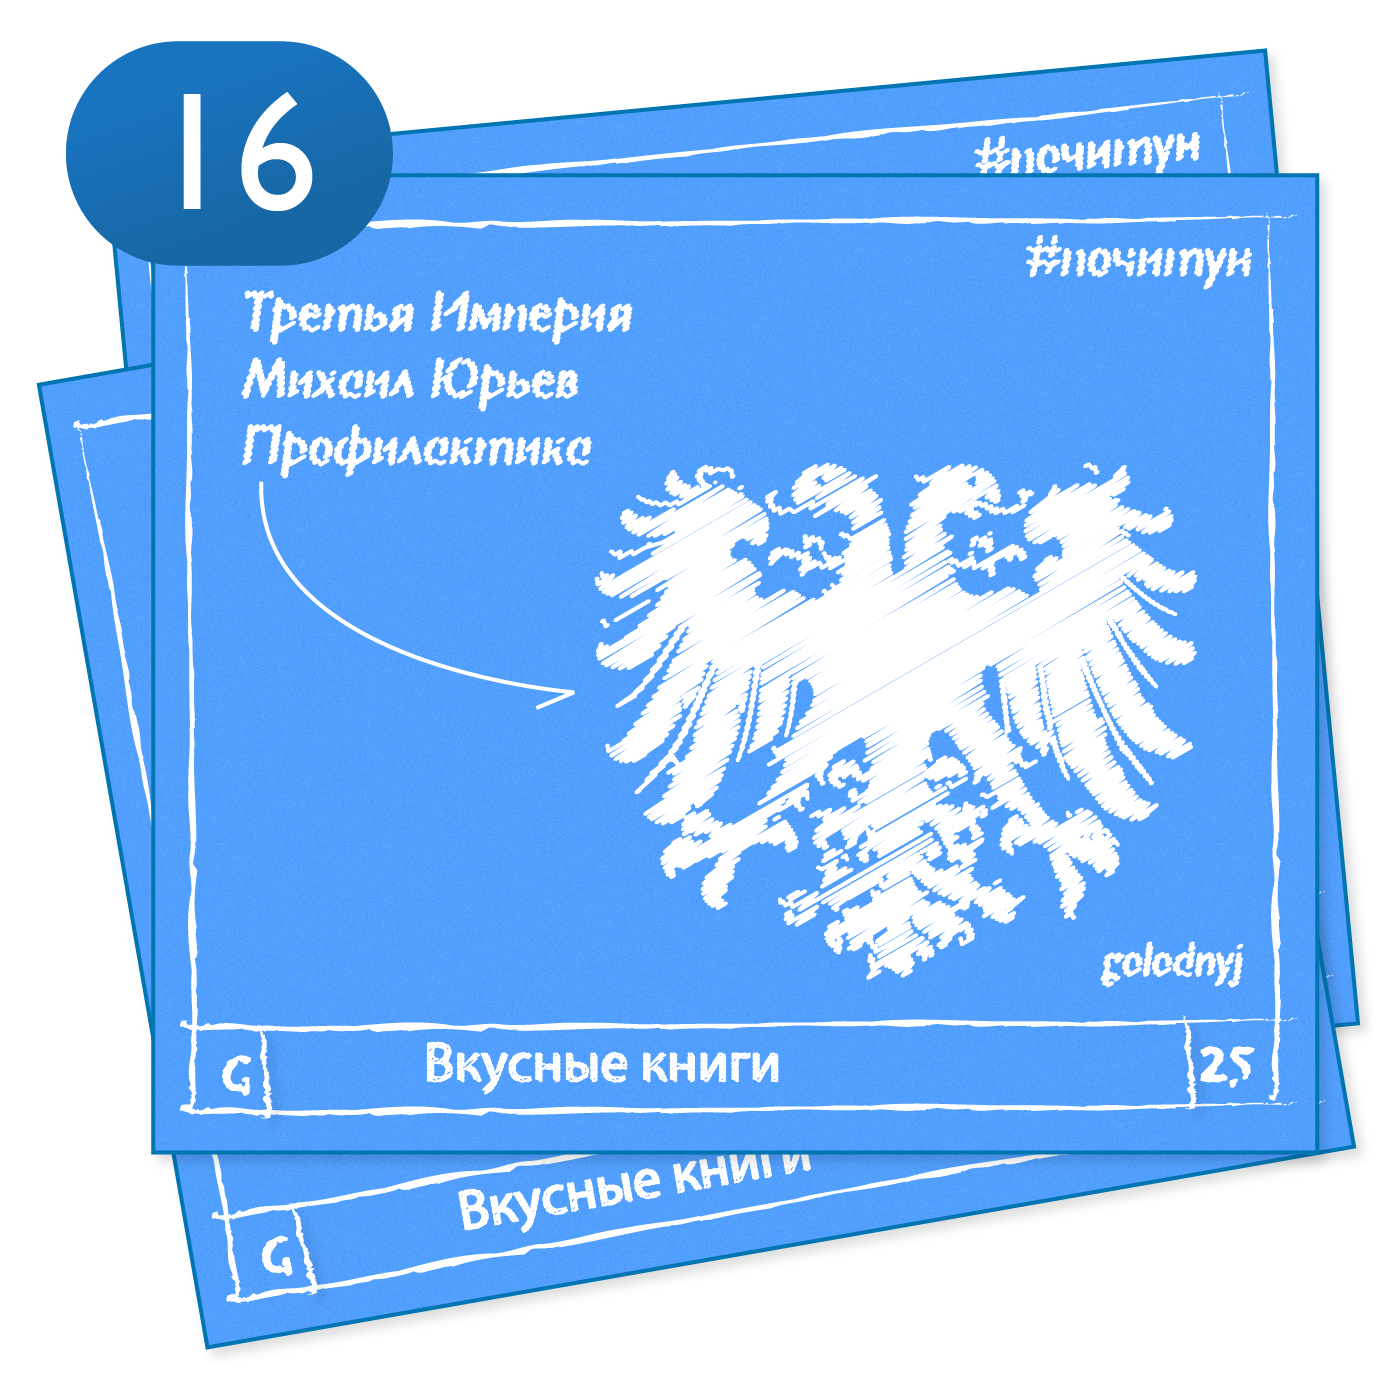 16
#почитун
#почитун
Третья Империя
Михаил Юрьев
Профилактика
golodnyj
G
Вкусные книги
25
Вкусные книги
G